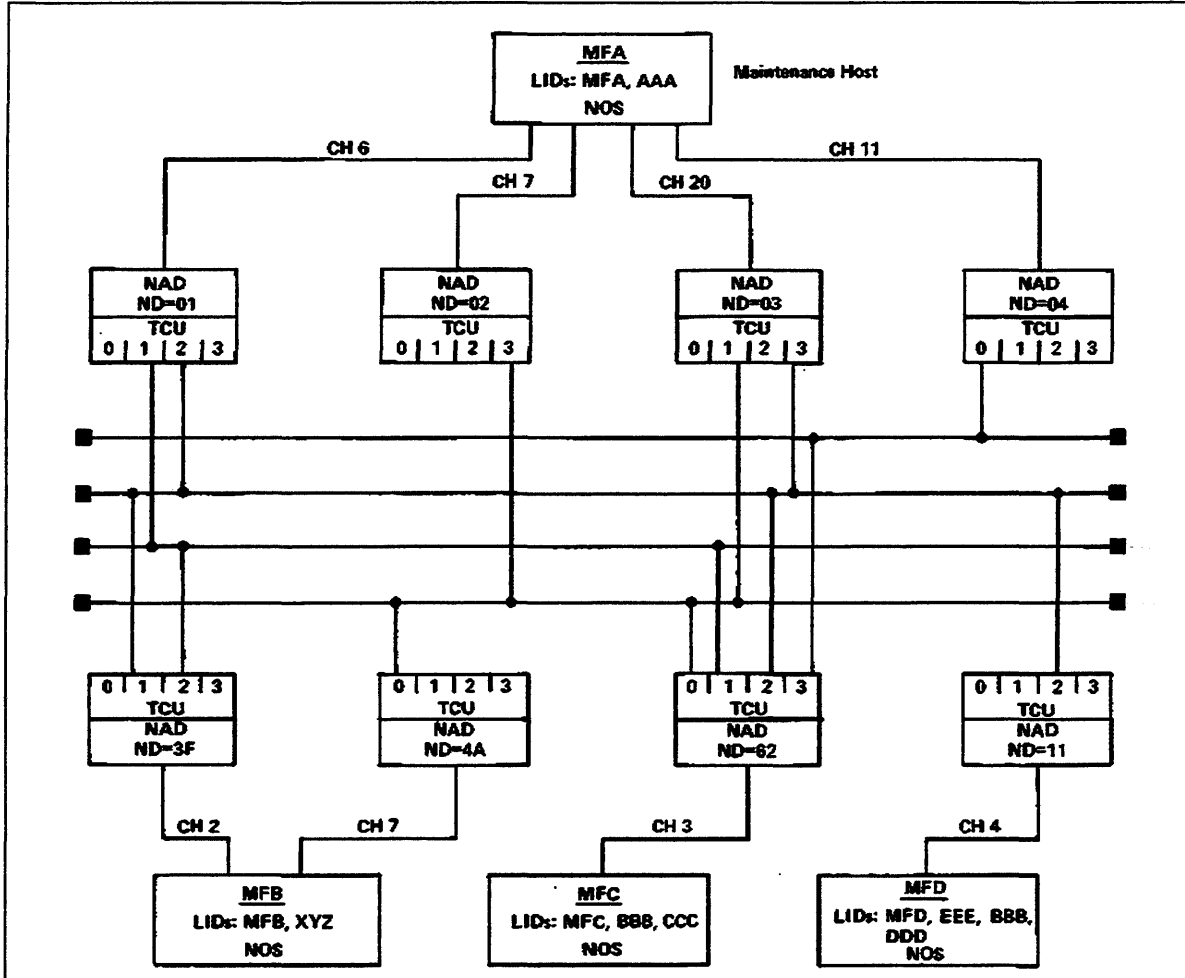 MFA
LIDs: MFA, AAA
NOS
Maintenance Host
CH 6
CH 11
CH 7
CH 20
NAD
ND=01
TCU
0 | 1 | 2 | 3
NAD
ND=02
TCU
0 | 1 | 2 | 3
NAD
ND=03
TCU
0 | 1 | 2 | 3
NAD
ND=04
TCU
0 | 1 | 2 | 3
0 | 1 | 2 | 3
TCU
NAD
ND=3F
0 | 1 | 2 | 3
TCU
NAD
ND=4A
0 | 1 | 2 | 3
TCU
NAD
ND=62
0 | 1 | 2 | 3
TCU
NAD
ND=11
CH 2
CH 7
CH 3
CH 4
MFB
LIDs: MFB, XYZ
NOS
MFC
LIDs: MFC, BBB, CCC
NOS
MFD
LIDs: MFD, EEE, BBB,
DDD
NOS